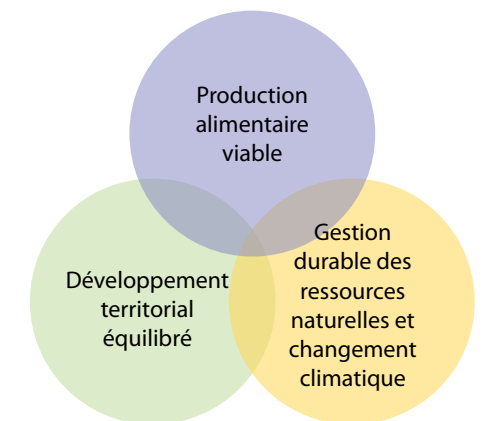 Production
alimentaire
viable
Développement
territorial
équilibré
Gestion
durable des
ressources
naturelles et
changement
climatique